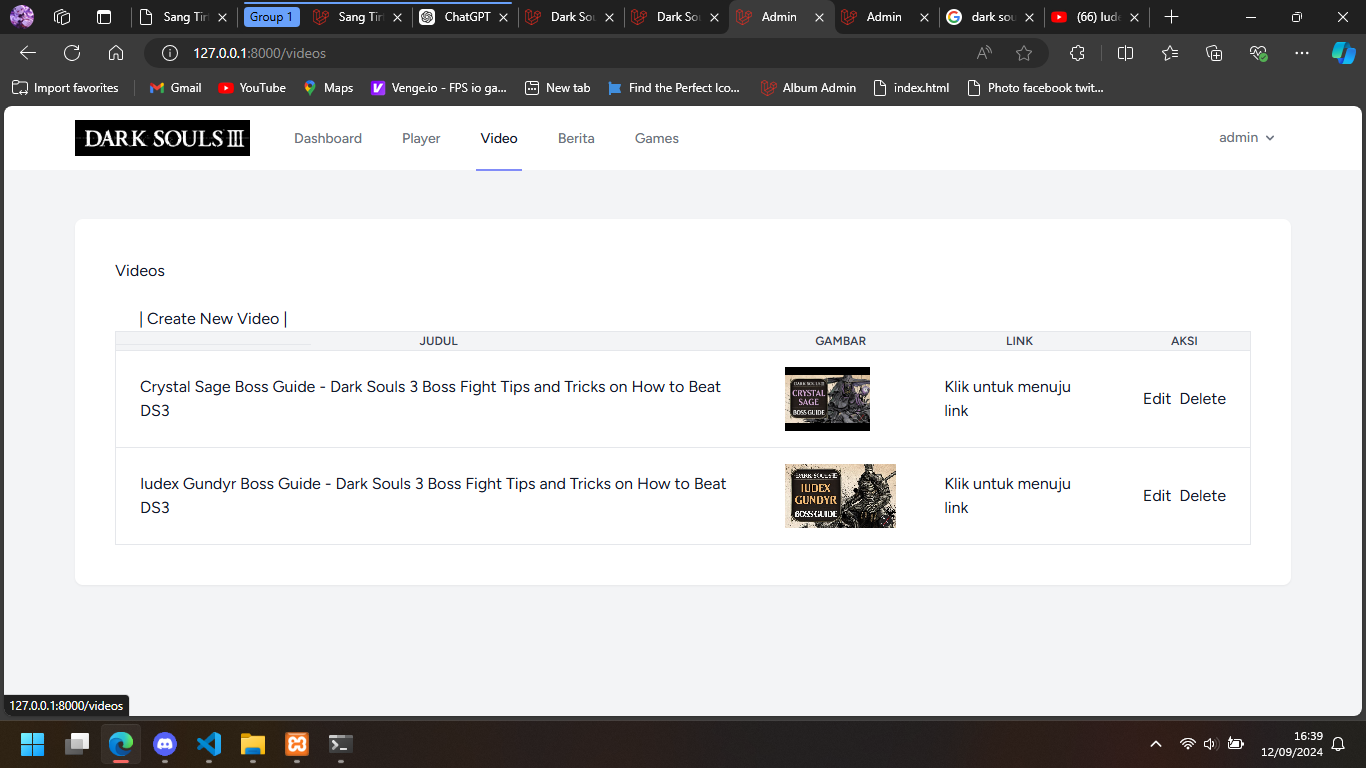 Sang Tirt
Group 1
Sang Tirt
ChatGPT
Dark Sou
Dark Sou
Admin
Admin
dark sou
(66) Iude
127.0.0.1:8000/videos
Import favorites
Gmail
YouTube
Maps
Venge.io - FPS io ga...
New tab
Find the Perfect Ico...
Album Admin
index.html
Photo facebook twit...
DARK SOULS III
Dashboard
Player
Video
Berita
Games
admin
Videos
| Create New Video |
JUDUL
GAMBAR
LINK
AKSI
Crystal Sage Boss Guide - Dark Souls 3 Boss Fight Tips and Tricks on How to Beat
DS3
DARK SOULS III
CRYSTAL
SAGE
BOSS GUIDE
Klik untuk menuju
link
Edit Delete
Iudex Gundyr Boss Guide - Dark Souls 3 Boss Fight Tips and Tricks on How to Beat
DS3
DARK SOULS III
IUDEX
GUNDYR
BOSS GUIDE
Klik untuk menuju
link
Edit Delete
127.0.0.1:8000/videos
16:39
12/09/2024